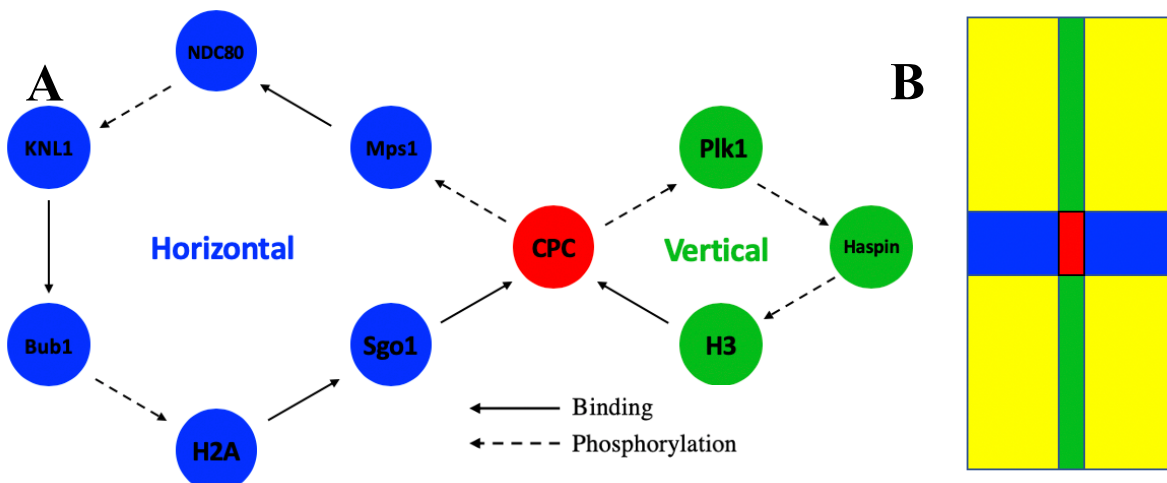 A
B
NDC80
KNL1
Mps1
Plk1
Horizontal
CPC
Vertical
Haspin
Bub1
Sgo1
H3
H2A
Binding
Phosphorylation